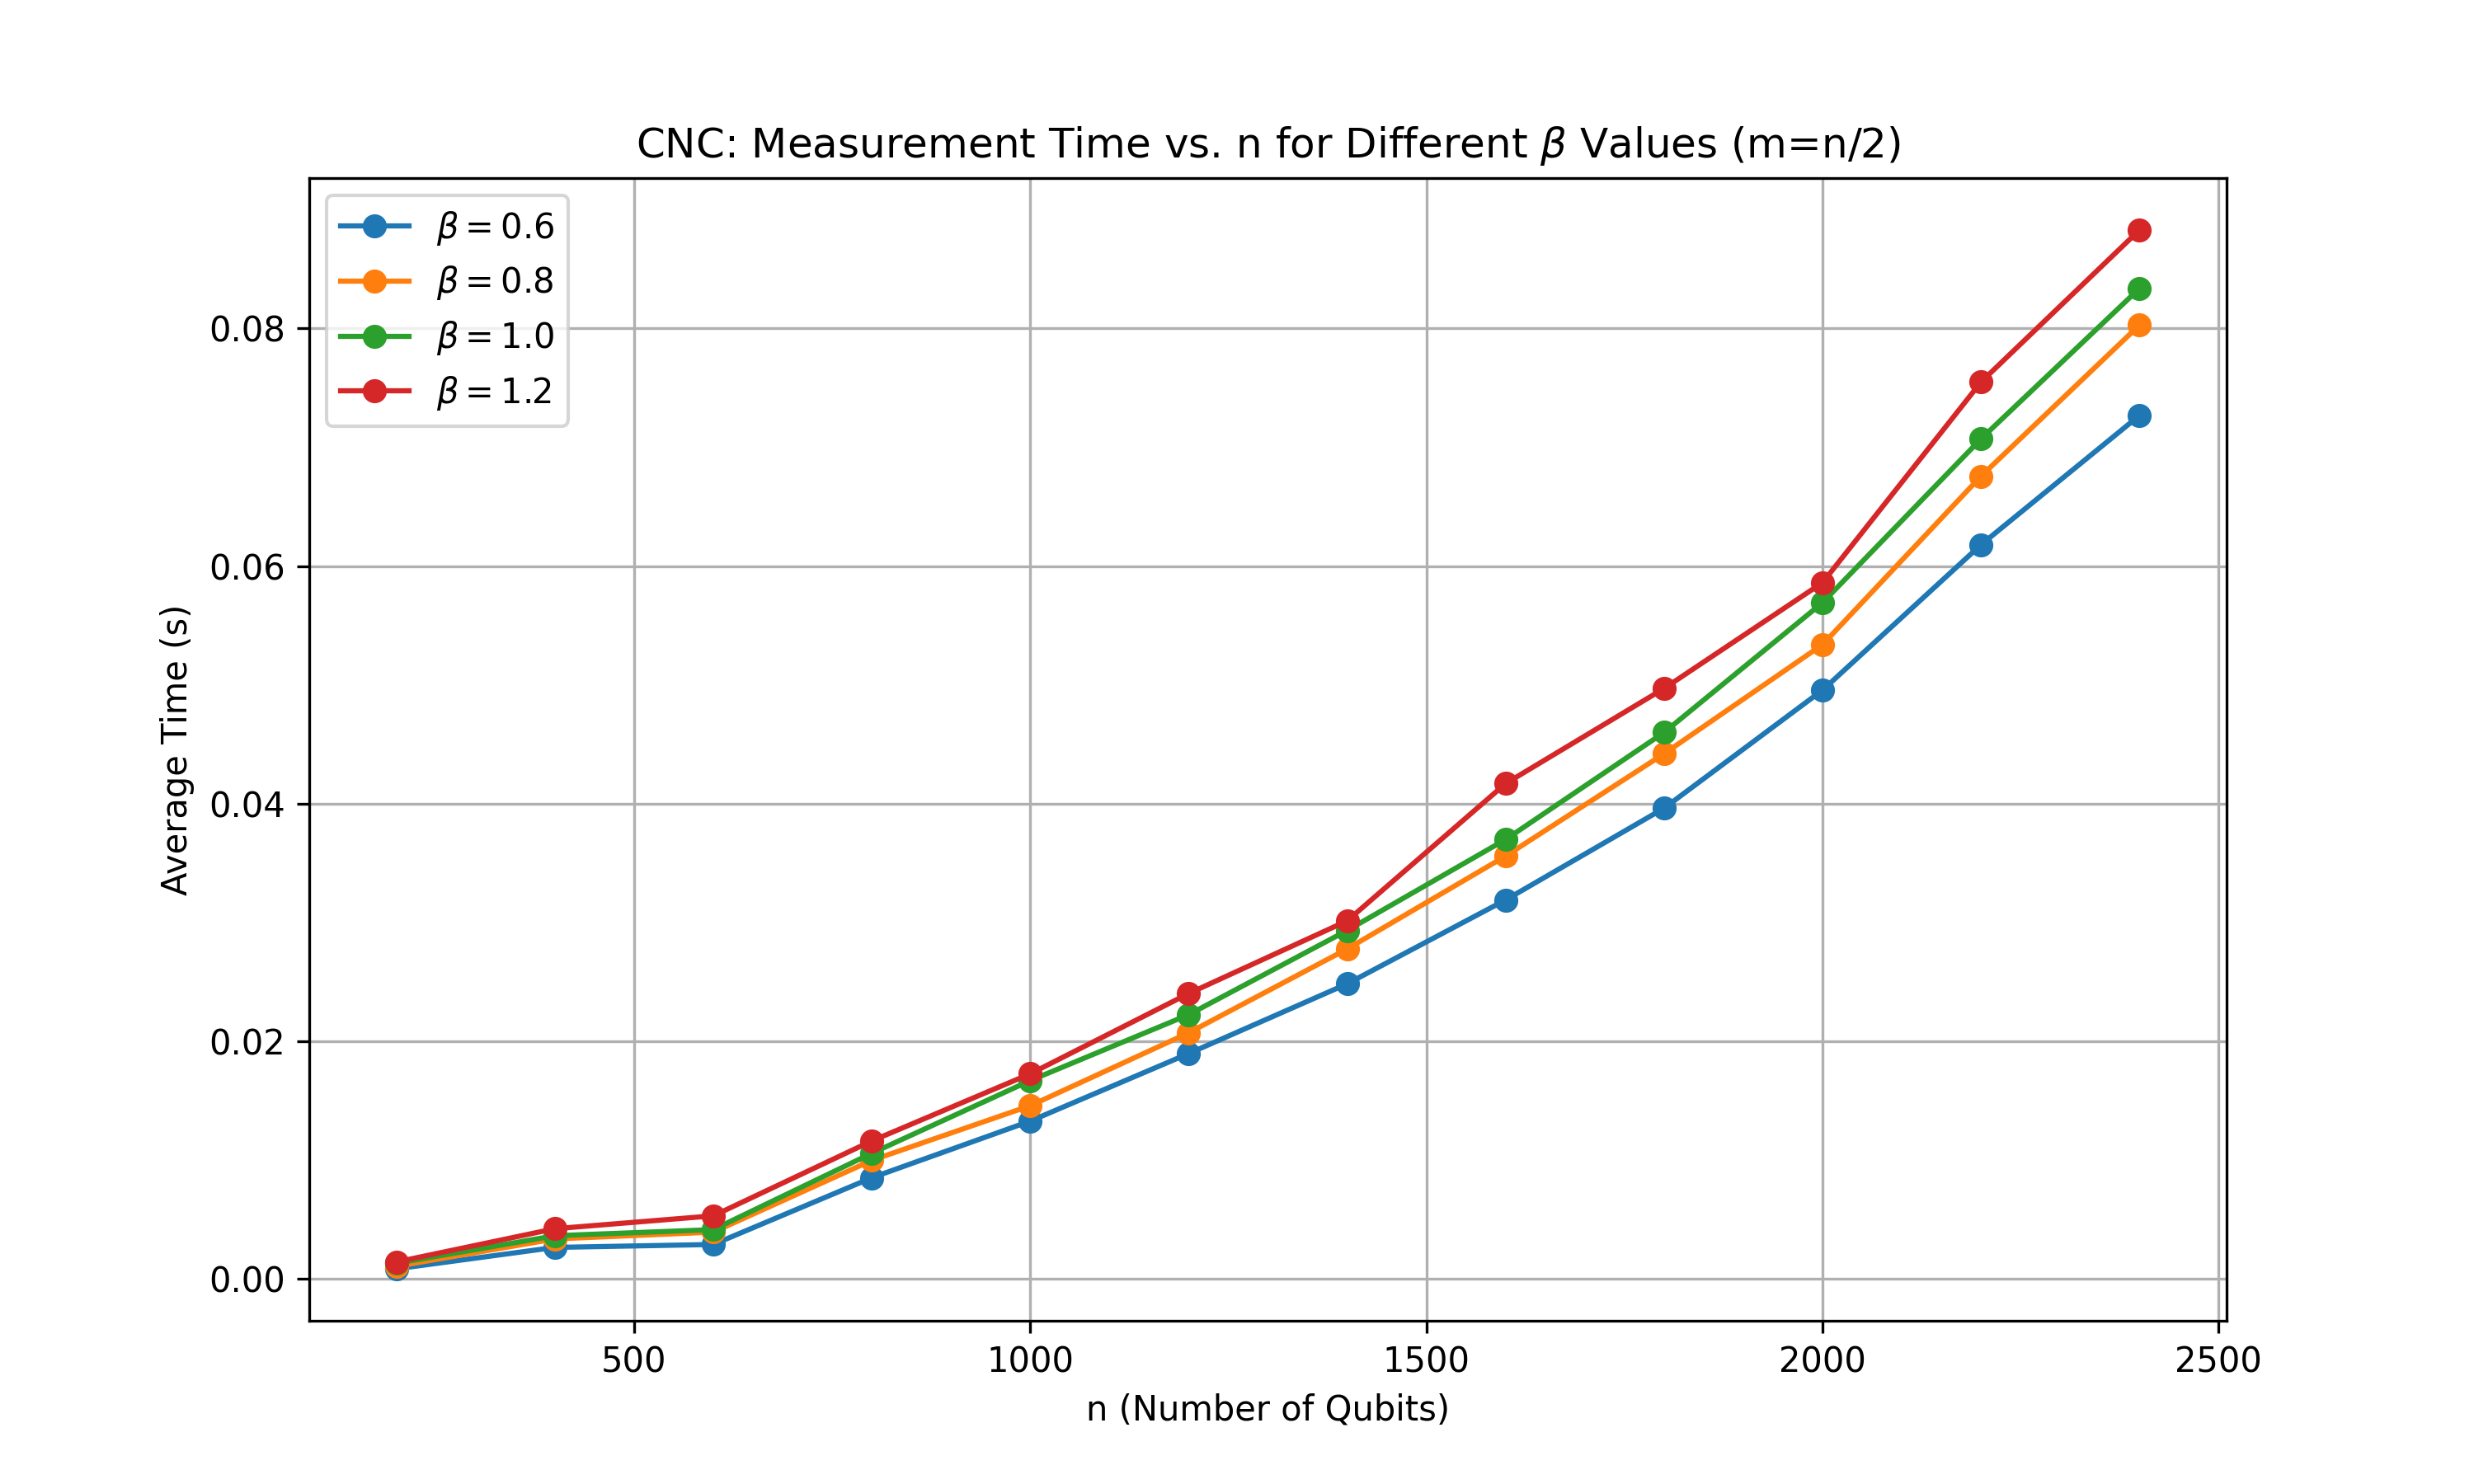 CNC: Measurement Time vs. n for Different β Values (m=n/2)
β = 0.6
β = 0.8
β = 1.0
β = 1.2
0.08
0.06
0.04
0.02
0.00
Average Time (s)
500 1000 1500 2000 2500
n (Number of Qubits)